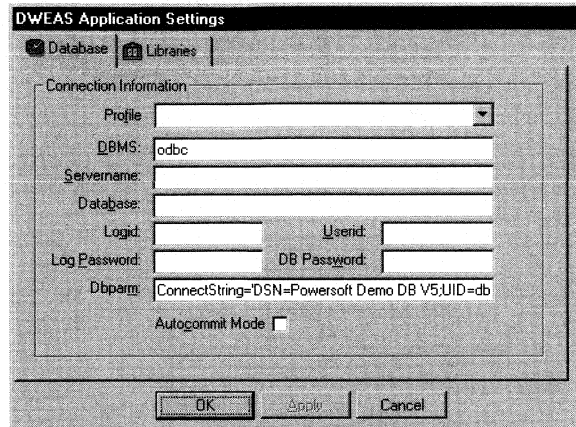 DWEAS Application Settings
Database Libraries
Connection Information
Profile
DBMS: odbc
Servername:
Database:
Logid: Userid:
Log Password: DB Password:
Dbparm: ConnectString='DSN=Powersoft Demo DB V5;UID=db
Autocommit Mode
OK Apply Cancel